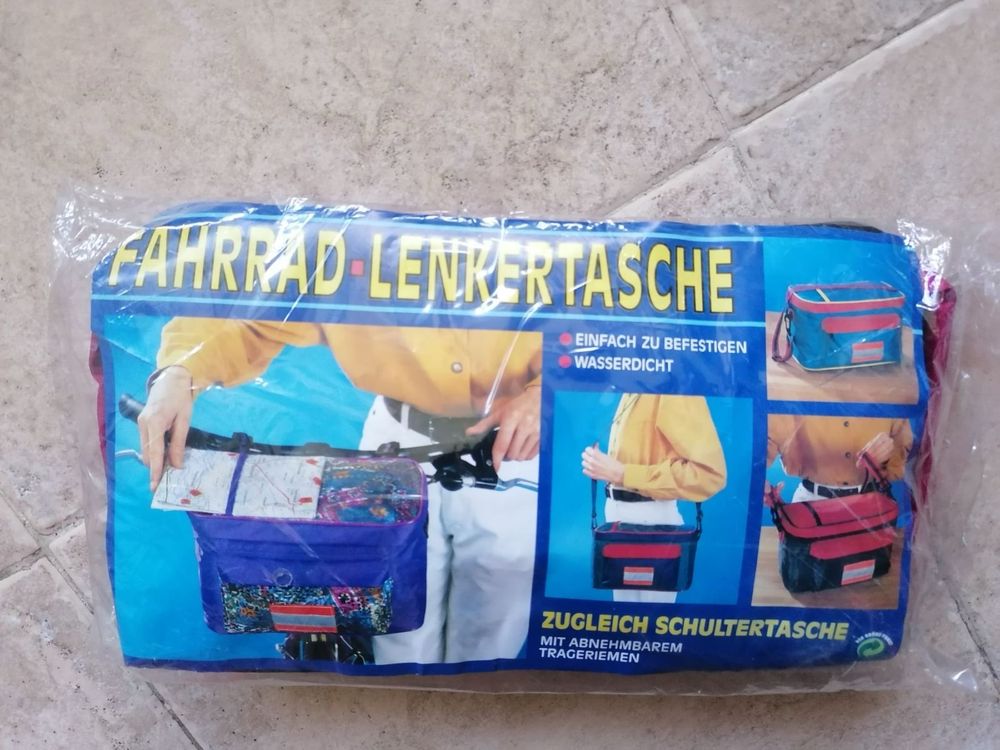 FAHRRAD-LENKERTASCHE
EINFACH ZU BEFESTIGEN
WASSERDICHT
ZUGLEICH SCHULTERTASCHE
MIT ABNEHMBAREM
TRAGERIEMEN